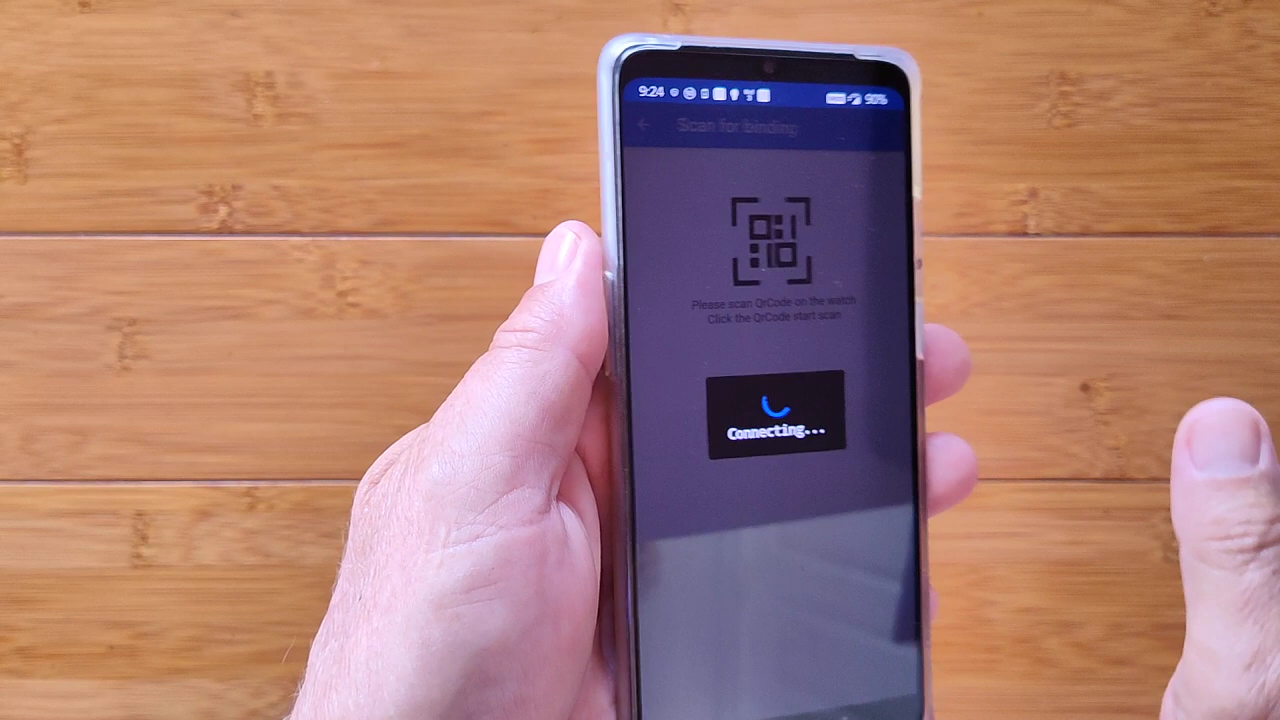 9:24
90%
Scan for binding
Please scan QrCode on the watch
Click the QrCode start scan
Connecting...